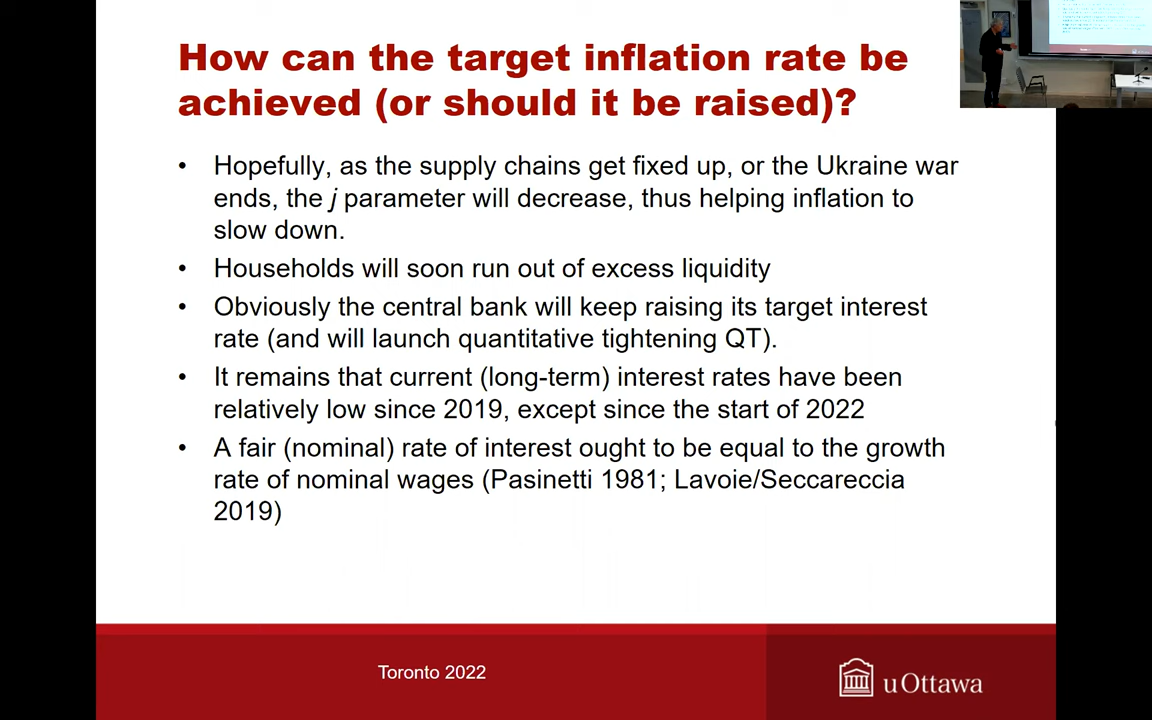 How can the target inflation rate be
achieved (or should it be raised)?
• Hopefully, as the supply chains get fixed up, or the Ukraine war
ends, the j parameter will decrease, thus helping inflation to
slow down.
• Households will soon run out of excess liquidity
• Obviously the central bank will keep raising its target interest
rate (and will launch quantitative tightening QT).
• It remains that current (long-term) interest rates have been
relatively low since 2019, except since the start of 2022
• A fair (nominal) rate of interest ought to be equal to the growth
rate of nominal wages (Pasinetti 1981; Lavoie/Seccareccia
2019)
Toronto 2022
uOttawa